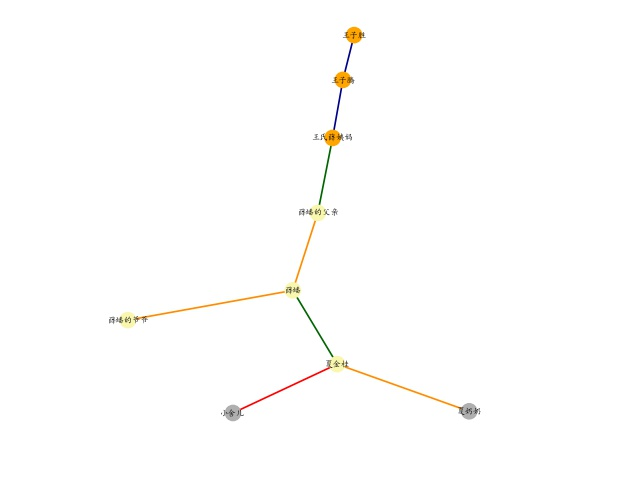 王子胜
王子腾
王氏薛姨妈
薛蟠的父亲
薛蟠
薛蟠的爷爷
夏金桂
夏奶奶
小舍儿